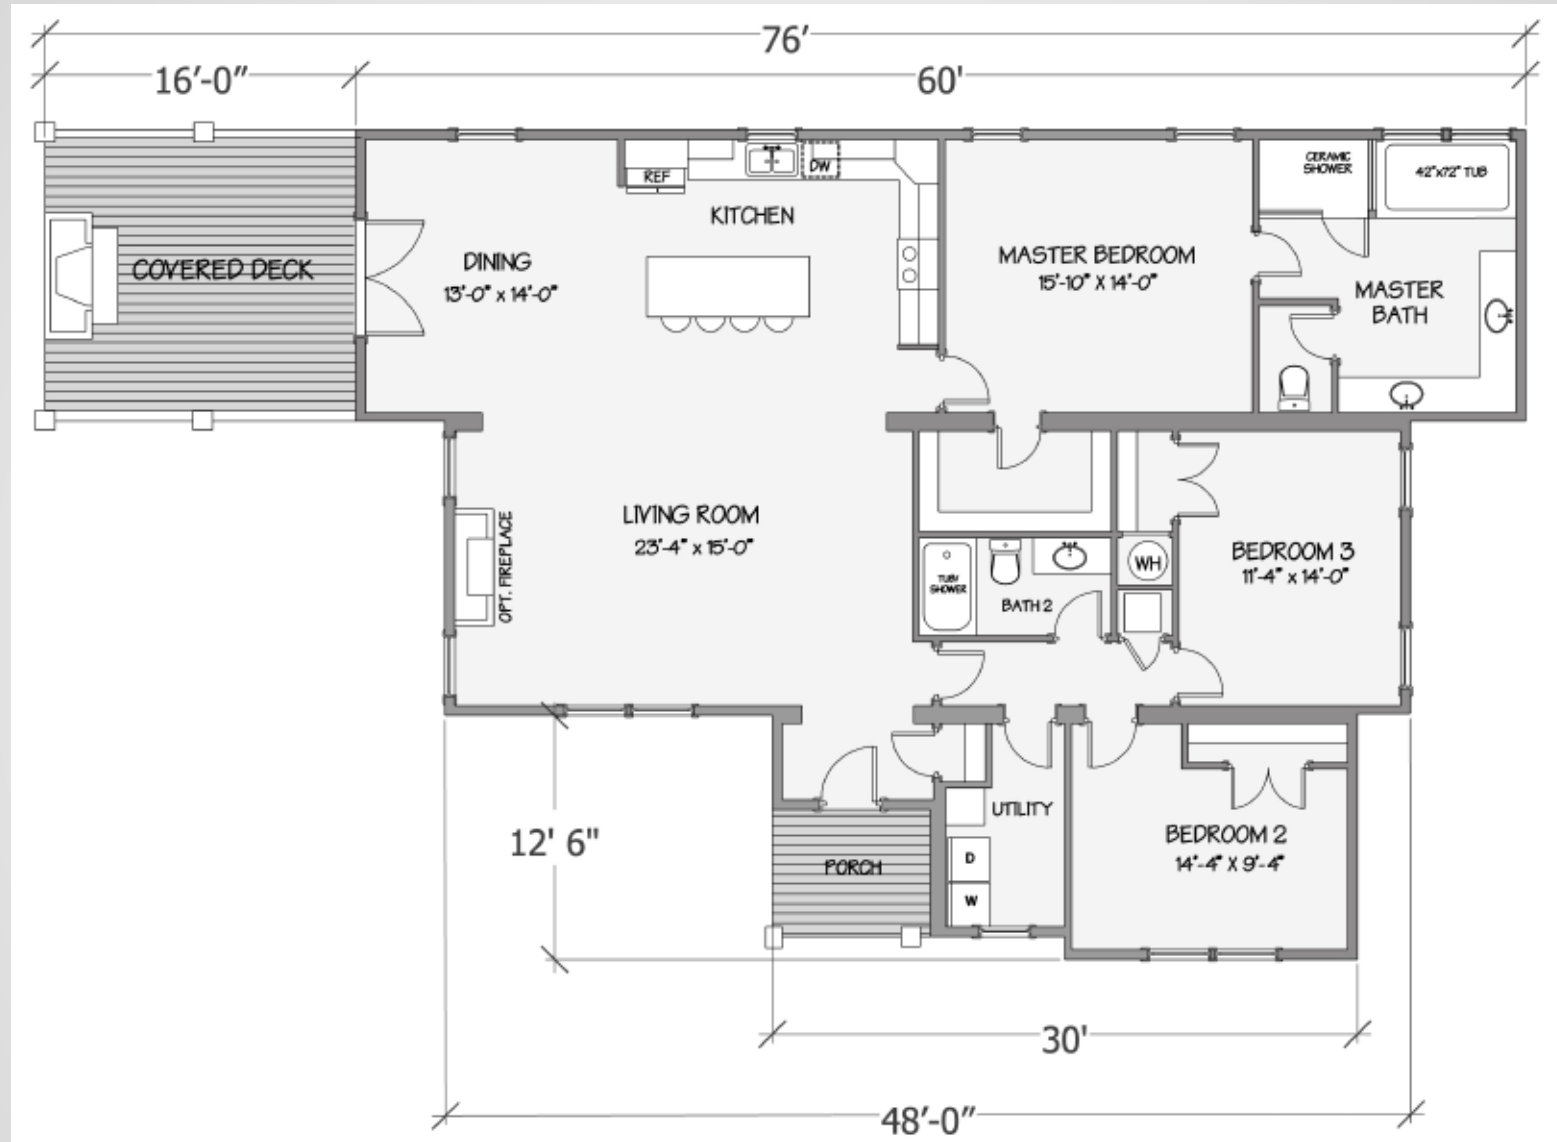 76'
16'-0"
60'
REF
DW
CERAMIC
SHOWER
42"x72" TUB
KITCHEN
COVERED DECK
DINING
13'-0" x 14'-0"
MASTER BEDROOM
15'-10" X 14'-0"
MASTER
BATH
LIVING ROOM
23'-4" x 15'-0"
OPT. FIREPLACE
TUB/
SHOWER
BATH 2
WH
BEDROOM 3
11'-4" x 14'-0"
12' 6"
PORCH
UTILITY
D
W
BEDROOM 2
14'-4" X 9'-4"
30'
48'-0"